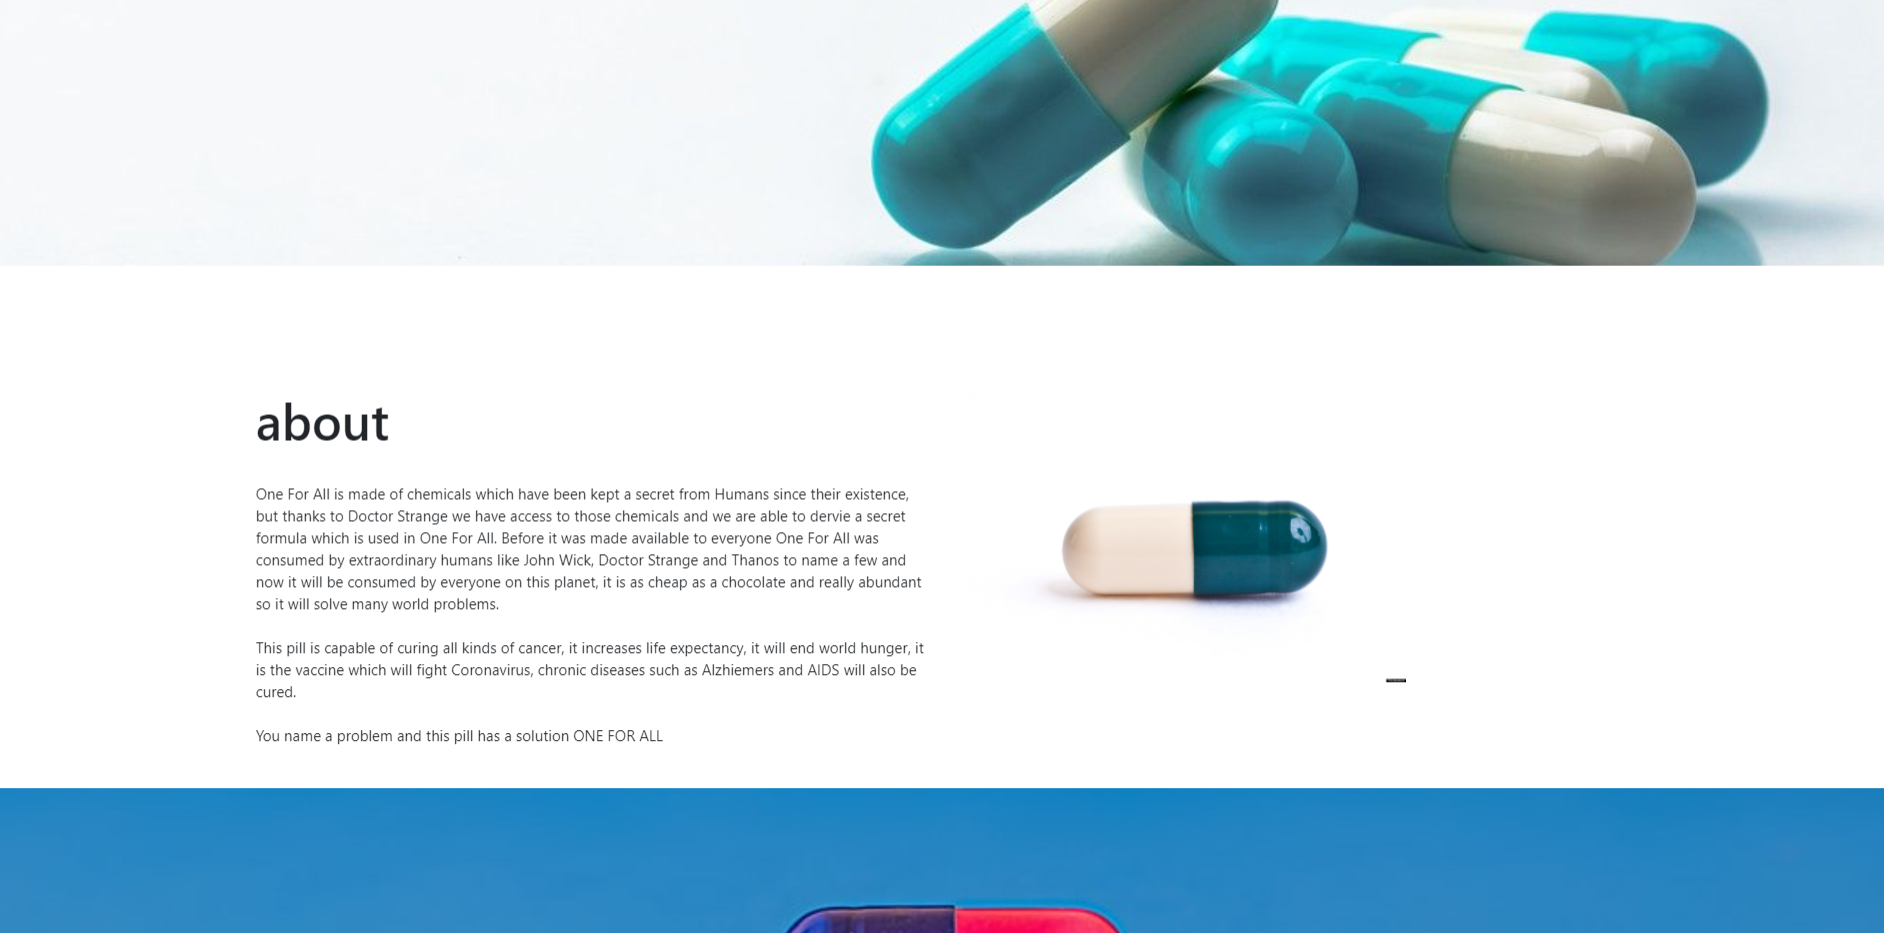 about
One For All is made of chemicals which have been kept a secret from Humans since their existence,
but thanks to Doctor Strange we have access to those chemicals and we are able to dervie a secret
formula which is used in One For All. Before it was made available to everyone One For All was
consumed by extraordinary humans like John Wick, Doctor Strange and Thanos to name a few and
now it will be consumed by everyone on this planet, it is as cheap as a chocolate and really abundant
so it will solve many world problems.
This pill is capable of curing all kinds of cancer, it increases life expectancy, it will end world hunger, it
is the vaccine which will fight Coronavirus, chronic diseases such as Alzhiemers and AIDS will also be
cured.
You name a problem and this pill has a solution ONE FOR ALL